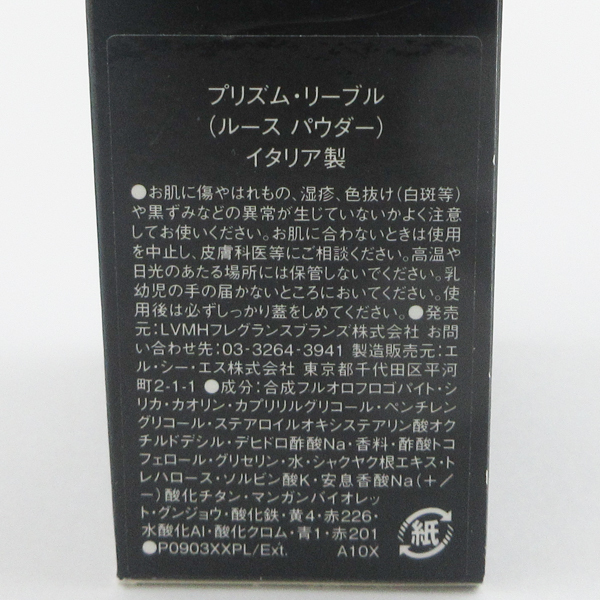 プリズム・リーブル
(ルース パウダー)
イタリア製
●お肌に傷やはれもの、湿疹、色抜け(白斑等)
や黒ずみなどの異常が生じていないかよく注意
してお使いください。お肌に合わないときは使用
を中止し、皮膚科医等にご相談ください。高温や
日光のあたる場所には保管しないでください。乳
幼児の手の届かないところにおいてください。使
用後は必ずしっかり蓋をしめてください。●発売
元:LVMHフレグランスブランズ株式会社 お問
い合わせ先:03-3264-3941 製造販売元:エ
ル・シー・エス株式会社 東京都千代田区平河
町2-1-1 ●成分:合成フルオロフロゴパイト・シ
リカ・カオリン・カプリリルグリコール・ペンチレン
グリコール・ステアロイルオキシステアリン酸オク
チルドデシル・デヒドロ酢酸Na・香料・酢酸トコ
フェロール・グリセリン・水・シャクヤク根エキス・ト
レハロース・ソルビン酸K・安息香酸Na(+/
-)酸化チタン・マンガンバイオレッ
ト・グンジョウ・酸化鉄・黄4・赤226・
水酸化Al・酸化クロム・青1・赤201
●P0903XXPL/Ext. A10X
紙